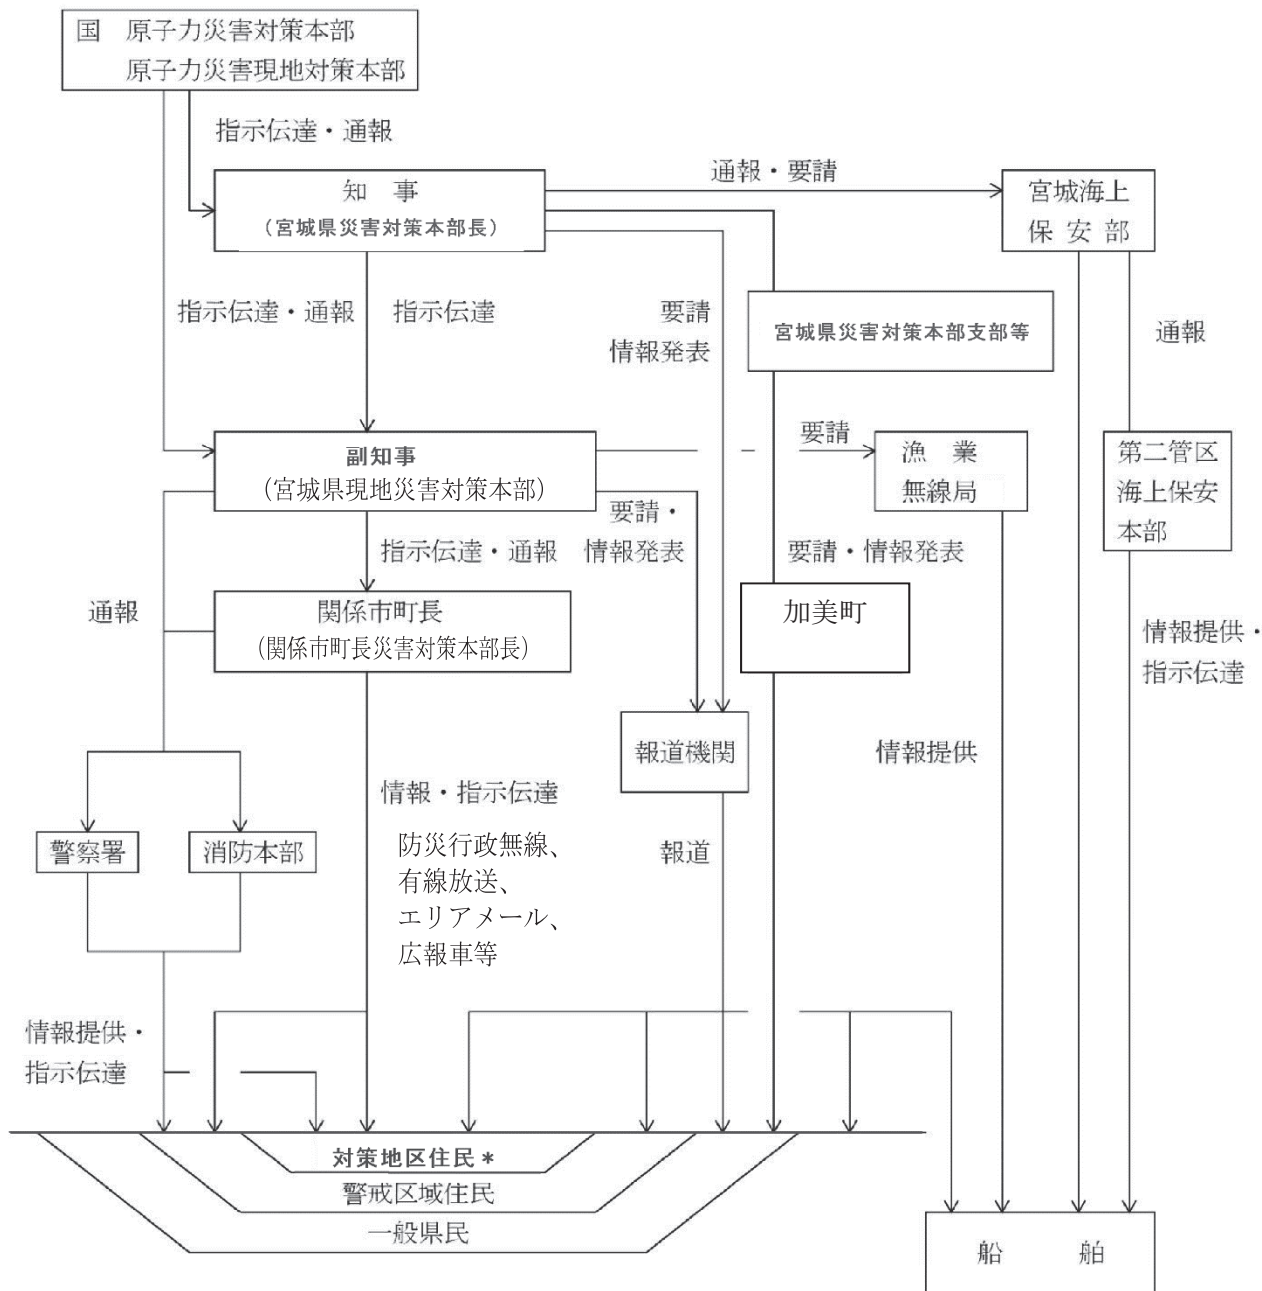 国　原子力災害対策本部
原子力災害現地対策本部
指示伝達・通報
知　事
（宮城県災害対策本部長）
通報・要請
宮城海上
保安部
指示伝達・通報
指示伝達
要請
情報発表
宮城県災害対策本部支部等
通報
副知事
（宮城県現地災害対策本部）
要請
漁　業
無線局
第二管区
海上保安
本部
要請・
情報発表
指示伝達・通報
要請・情報発表
通報
関係市町長
（関係市町長災害対策本部長）
加美町
情報提供・
指示伝達
報道機関
情報提供
情報・指示伝達
警察署
消防本部
防災行政無線、
有線放送、
エリアメール、
広報車等
報道
情報提供・
指示伝達
対策地区住民＊
警戒区域住民
一般県民
船　舶